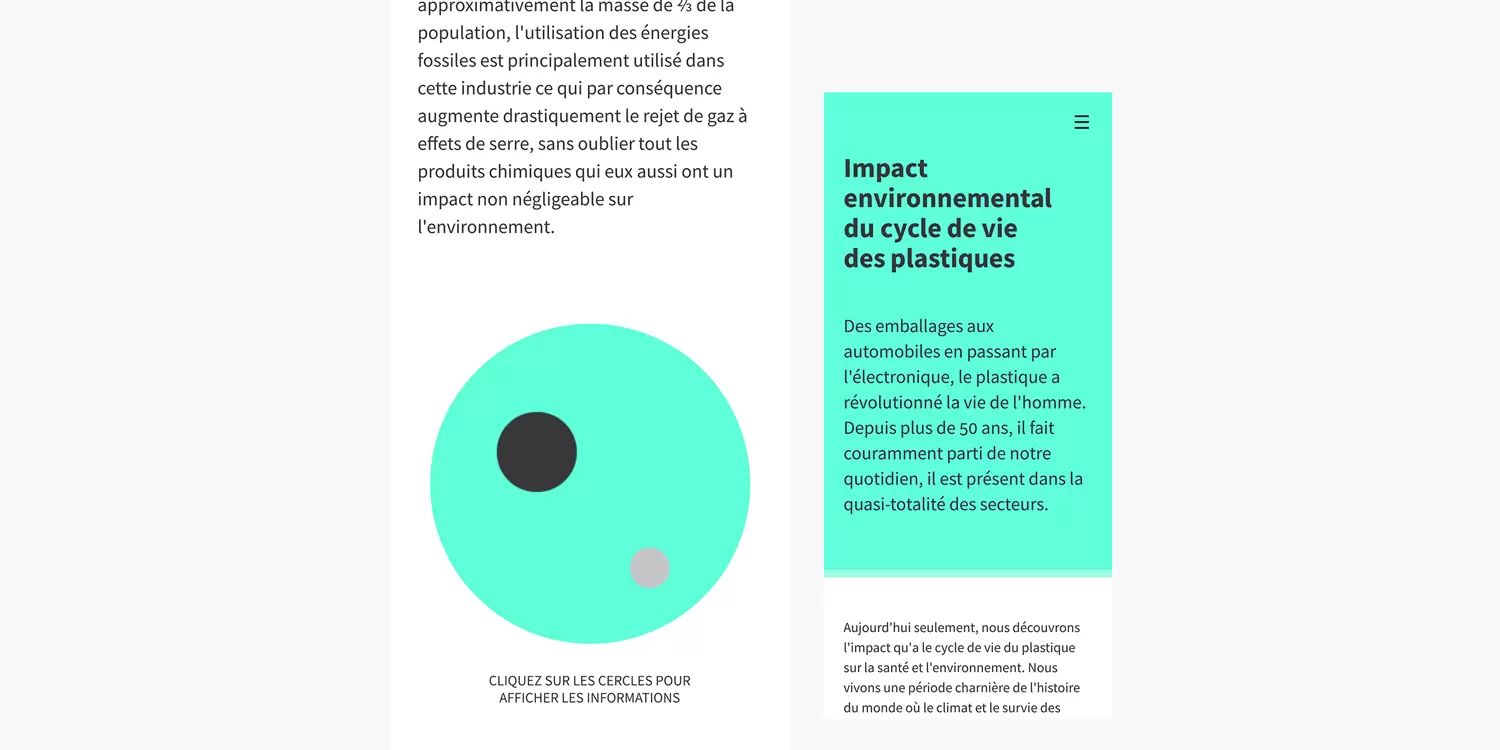 approximativement la masse de ⅔ de la
population, l'utilisation des énergies
fossiles est principalement utilisé dans
cette industrie ce qui par conséquence
augmente drastiquement le rejet de gaz à
effets de serre, sans oublier tout les
produits chimiques qui eux aussi ont un
impact non négligeable sur
l'environnement.
CLIQUEZ SUR LES CERCLES POUR
AFFICHER LES INFORMATIONS
Impact
environnemental
du cycle de vie
des plastiques
Des emballages aux
automobiles en passant par
l'électronique, le plastique a
révolutionné la vie de l'homme.
Depuis plus de 50 ans, il fait
couramment parti de notre
quotidien, il est présent dans la
quasi-totalité des secteurs.
Aujourd'hui seulement, nous découvrons
l'impact qu'a le cycle de vie du plastique
sur la santé et l'environnement. Nous
vivons une période charnière de l'histoire
du monde où le climat et le survie des